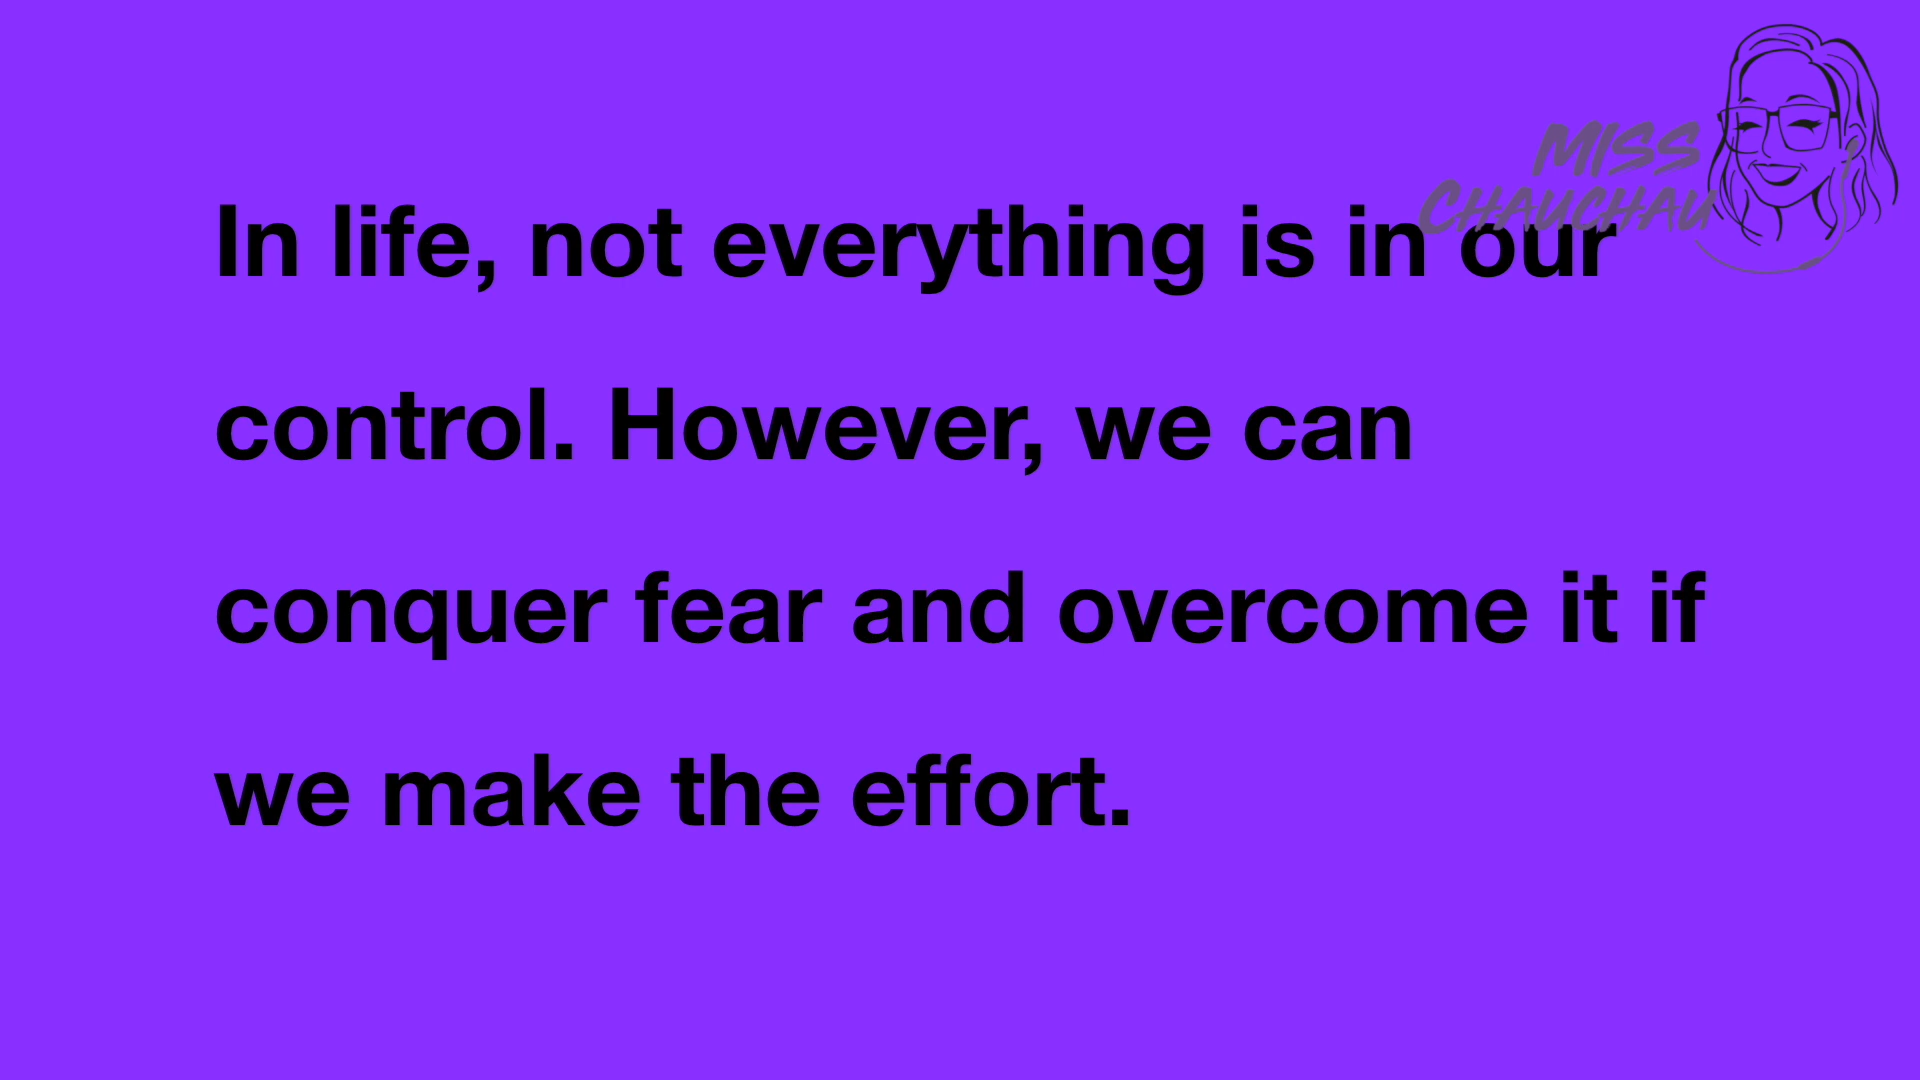 MISS
CHAUCHAU
In life, not everything is in our
control. However, we can
conquer fear and overcome it if
we make the effort.